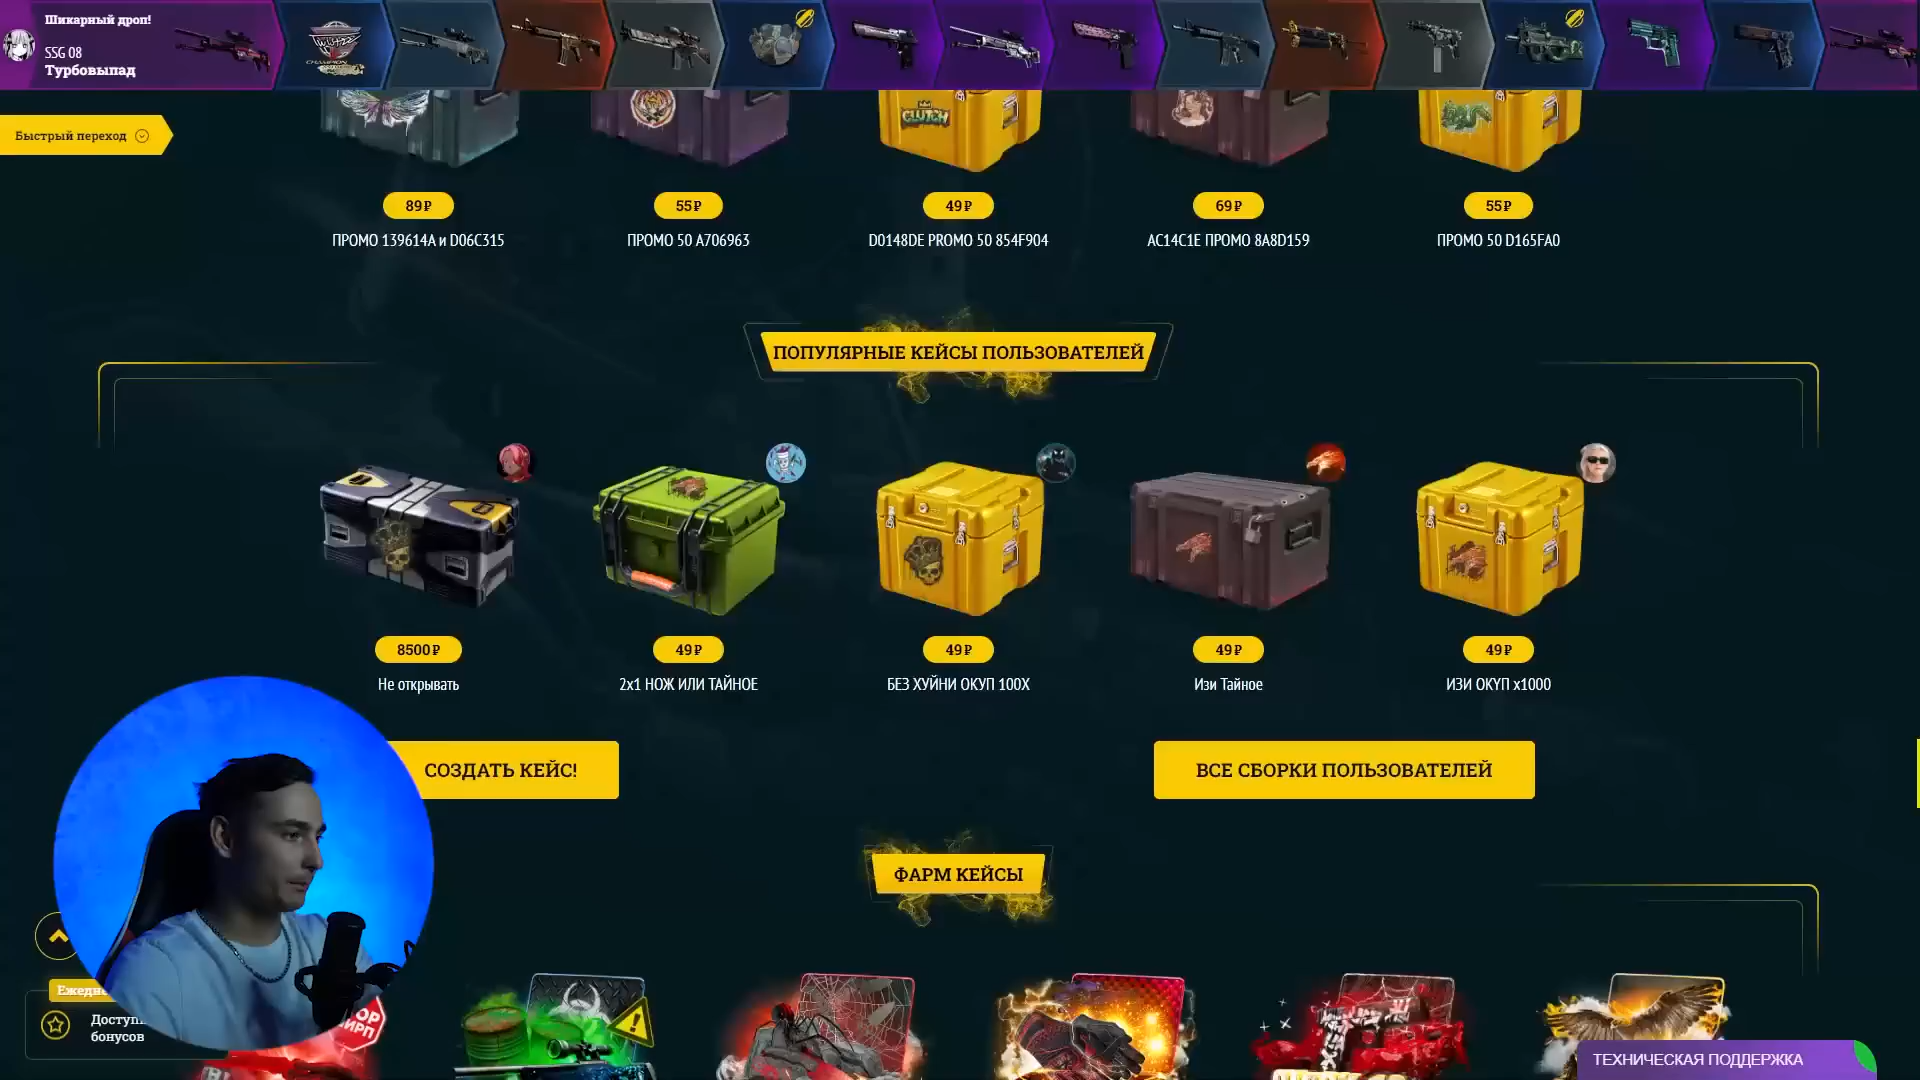 Шикарный дроп!
SSG 08
Турбовыпад
CHAMPION
Быстрый переход
CLUTCH
89₽
55₽
49₽
69₽
55₽
ПРОМО 139614A и D06C315
ПРОМО 50 A706963
D0148DE PROMO 50 854F904
AC14C1E ПРОМО 8A8D159
ПРОМО 50 D165FA0
ПОПУЛЯРНЫЕ КЕЙСЫ ПОЛЬЗОВАТЕЛЕЙ
8500₽
49₽
49₽
49₽
49₽
Не открывать
2x1 НОЖ ИЛИ ТАЙНОЕ
БЕЗ ХУЙНИ ОКУП 100X
Изи Тайное
ИЗИ ОКУП x1000
СОЗДАТЬ КЕЙС!
ВСЕ СБОРКИ ПОЛЬЗОВАТЕЛЕЙ
ФАРМ КЕЙСЫ
бонусов
ТЕХНИЧЕСКАЯ ПОДДЕРЖКА